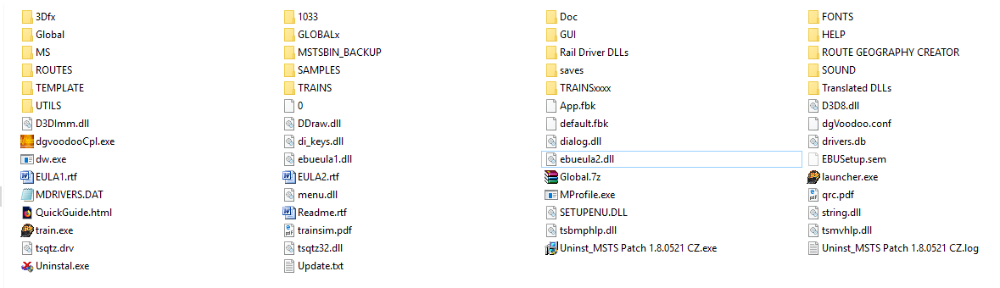 3Dfx 1033 Doc FONTS
Global GLOBALx GUI HELP
MS MSTSBIN_BACKUP Rail Driver DLLs ROUTE GEOGRAPHY CREATOR
ROUTES SAMPLES saves SOUND
TEMPLATE TRAINS TRAINSxxxx Translated DLLs
UTILS 0 App.fbk D3D8.dll
D3DImm.dll DDraw.dll default.fbk dgVoodoo.conf
dgvoodooCpl.exe di_keys.dll dialog.dll drivers.db
dw.exe ebueula1.dll ebueula2.dll EBUSetup.sem
EULA1.rtf EULA2.rtf Global.7z launcher.exe
MDRIVERS.DAT menu.dll MProfile.exe qrc.pdf
QuickGuide.html Readme.rtf SETUPENU.DLL string.dll
train.exe trainsim.pdf tsbmphlp.dll tsmvhlp.dll
tsqtz.drv tsqtz32.dll Uninst_MSTS Patch 1.8.0521 CZ.exe Uninst_MSTS Patch 1.8.0521 CZ.log
Uninstal.exe Update.txt